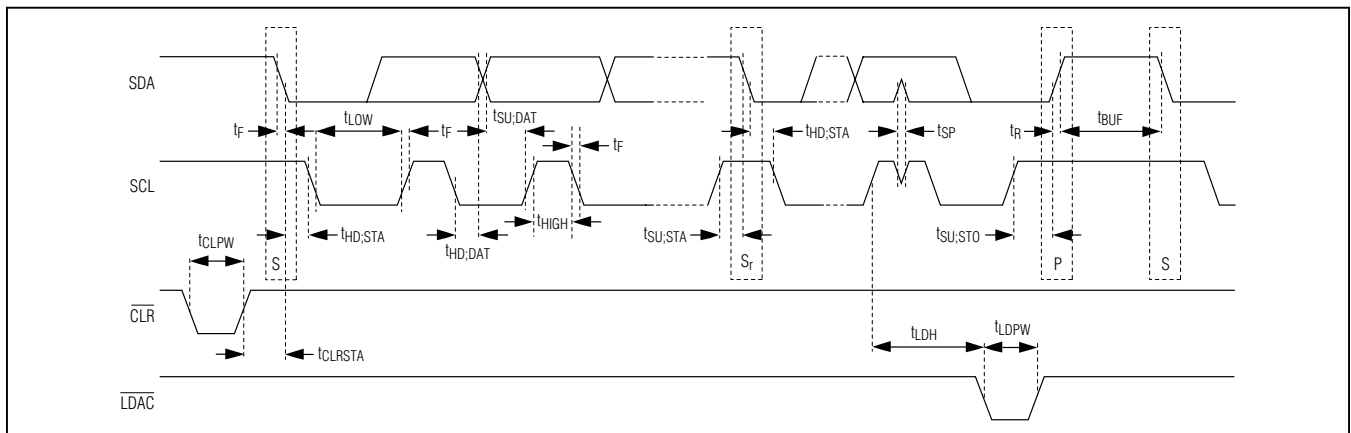 SDA
tF
tLOW
tF
tSU;DAT
tF
tHD;STA
tSP
tR
tBUF
SCL
tCLPW
tHD;STA
tHD;DAT
tHIGH
tSU;STA
tSU;STO
S
Sr
P
S
CLR
tCLRSTA
tLDH
tLDPW
LDAC